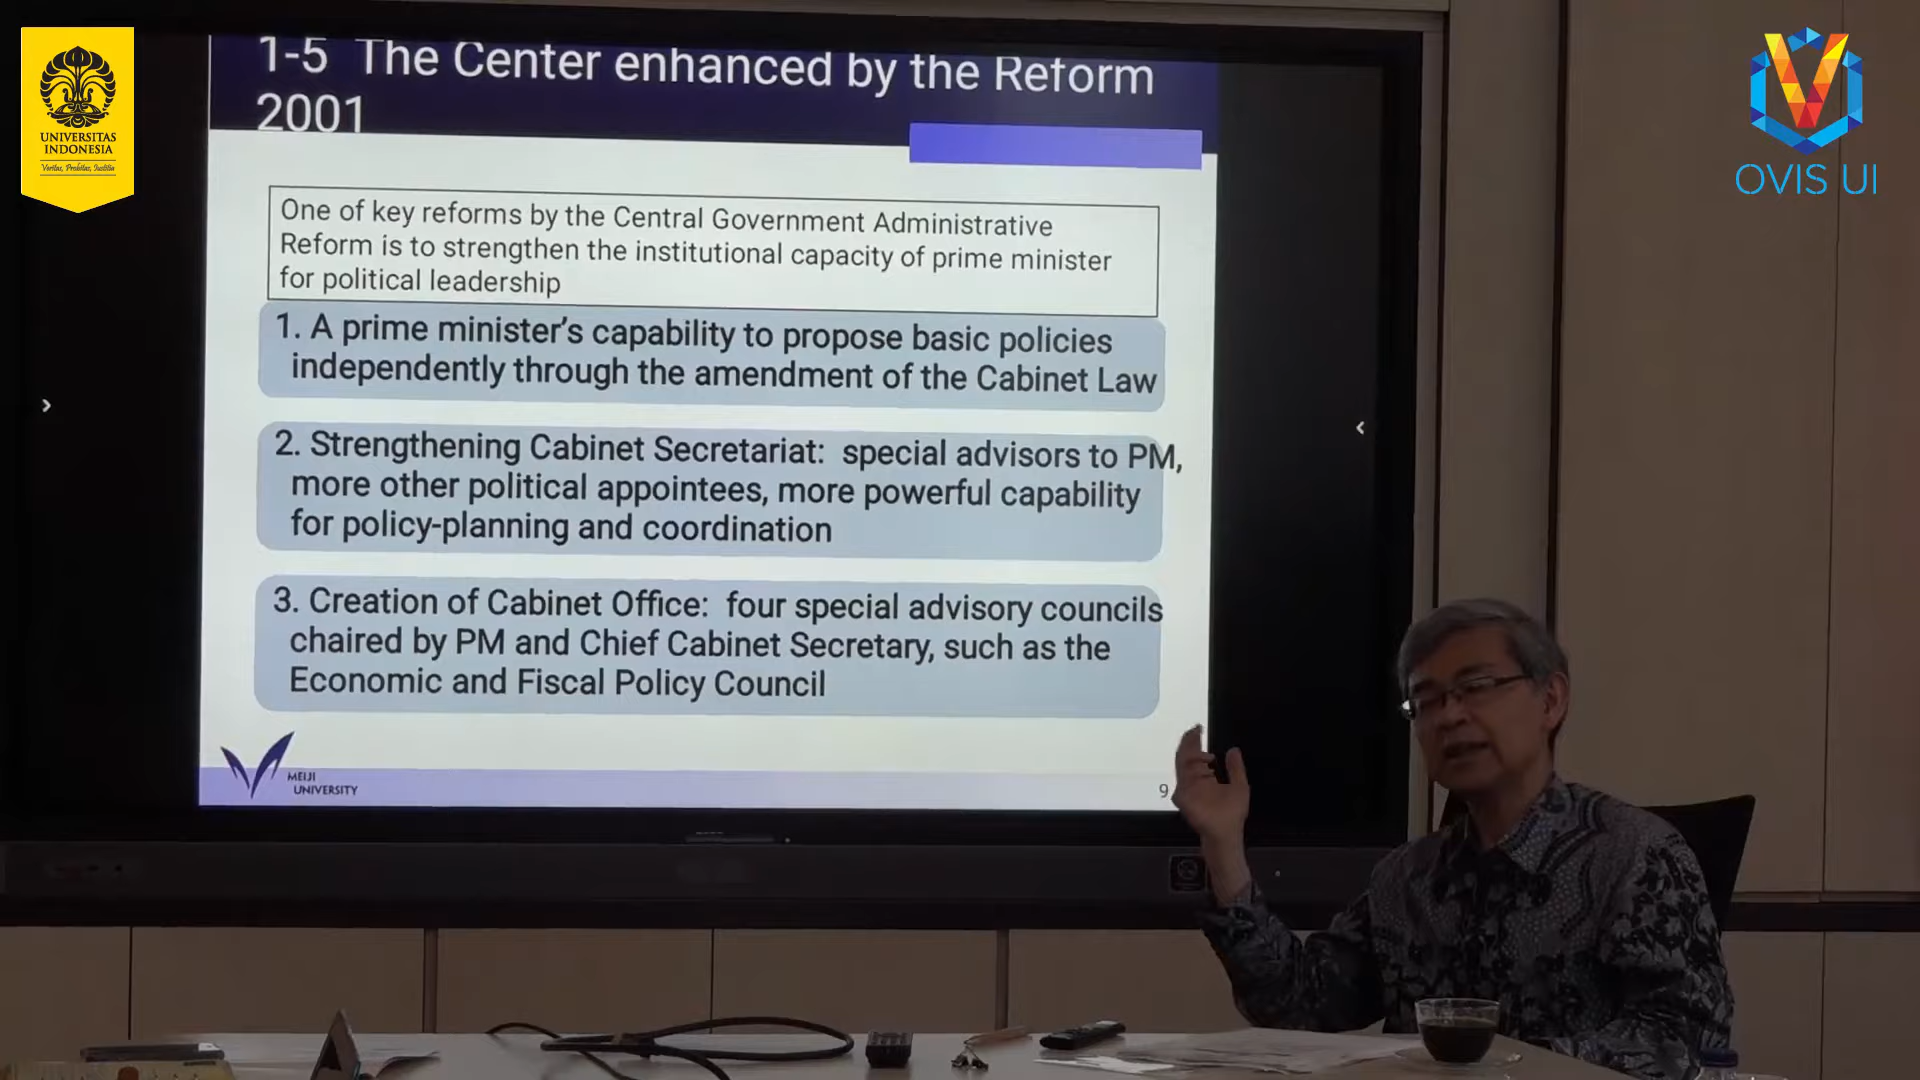 1-5 The Center enhanced by the Reform
2001
UNIVERSITAS
INDONESIA
Veritas, Probitas, Iustitia
OVIS UI
One of key reforms by the Central Government Administrative
Reform is to strengthen the institutional capacity of prime minister
for political leadership
1. A prime minister's capability to propose basic policies
independently through the amendment of the Cabinet Law
2. Strengthening Cabinet Secretariat: special advisors to PM,
more other political appointees, more powerful capability
for policy-planning and coordination
3. Creation of Cabinet Office: four special advisory councils
chaired by PM and Chief Cabinet Secretary, such as the
Economic and Fiscal Policy Council
MEIJI
UNIVERSITY
9